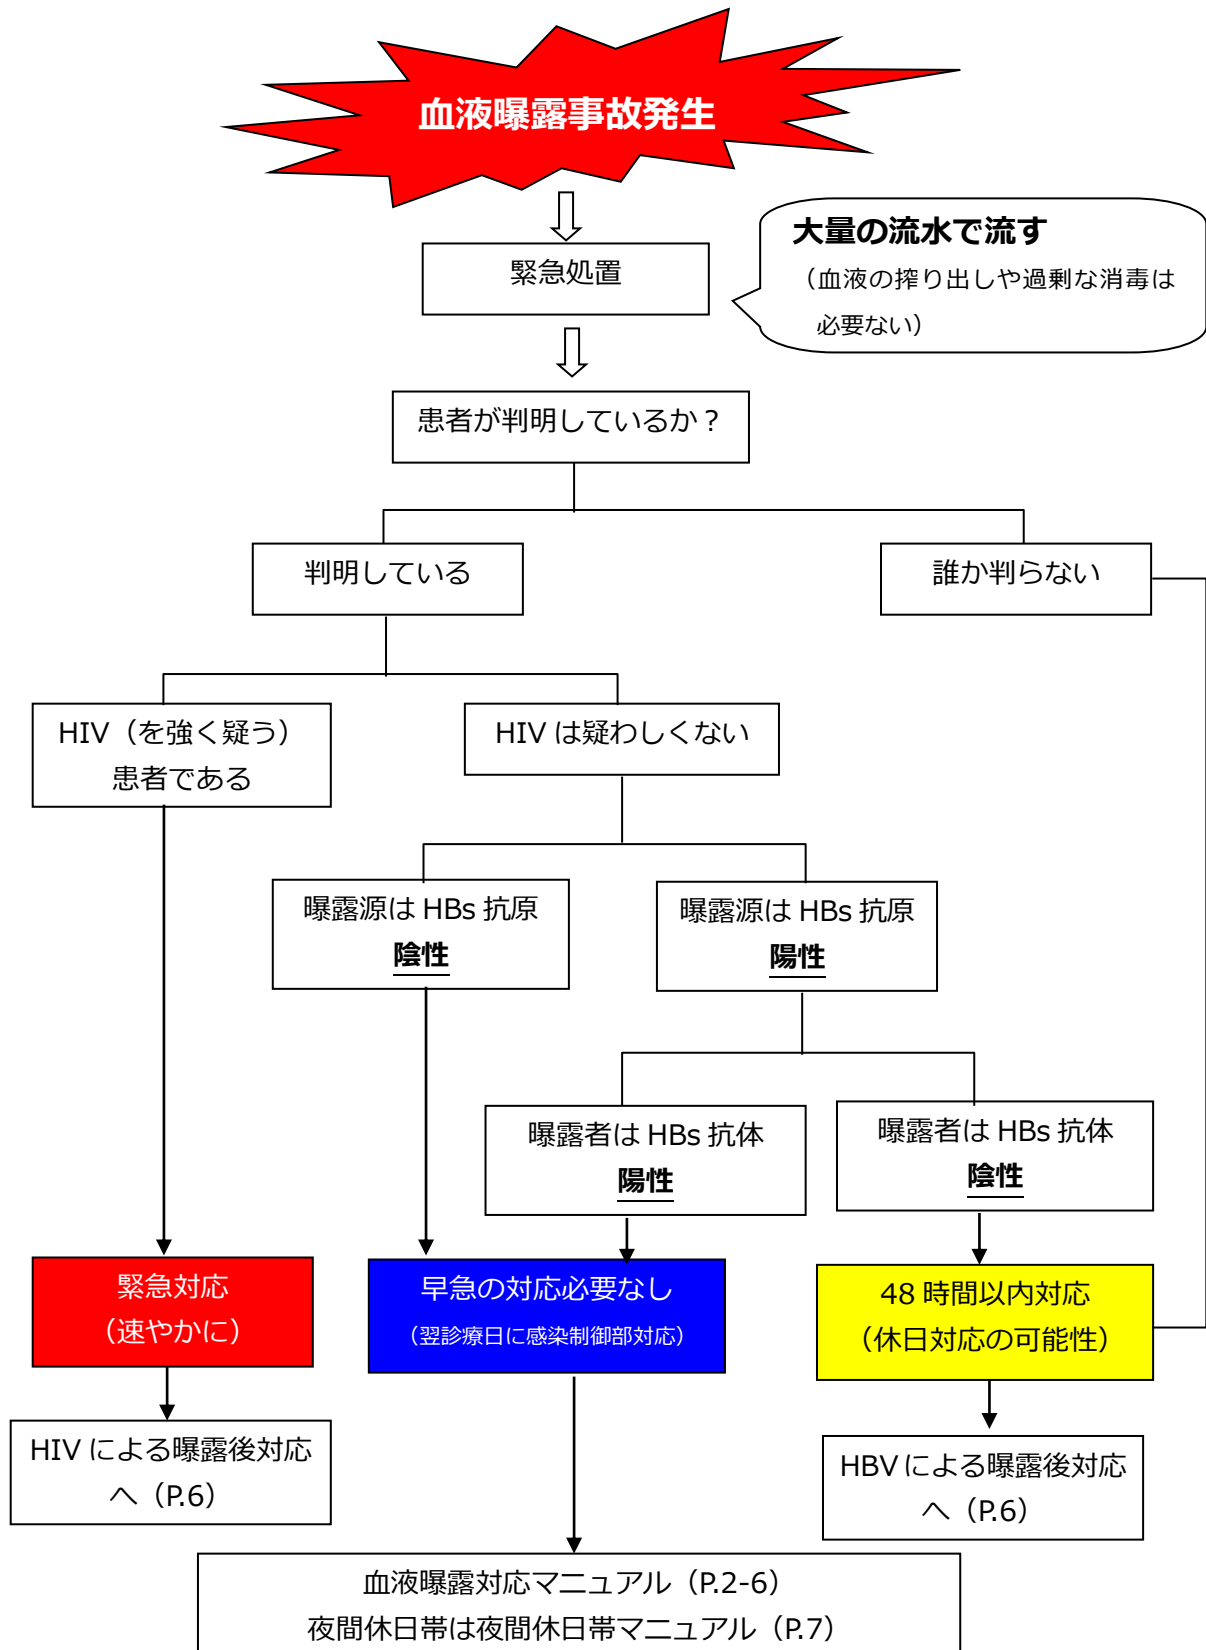 血液曝露事故発生
大量の流水で流す
（血液の搾り出しや過剰な消毒は
必要ない）
緊急処置
患者が判明しているか？
判明している
誰か判らない
HIV（を強く疑う）
患者である
HIV は疑わしくない
曝露源は HBs 抗原
陰性
曝露源は HBs 抗原
陽性
曝露者は HBs 抗体
陽性
曝露者は HBs 抗体
陰性
緊急対応
（速やかに）
早急の対応必要なし
（翌診療日に感染制御部対応）
48 時間以内対応
（休日対応の可能性）
HIV による曝露後対応
へ（P.6）
HBV による曝露後対応
へ（P.6）
血液曝露対応マニュアル（P.2-6）
夜間休日帯は夜間休日帯マニュアル（P.7）